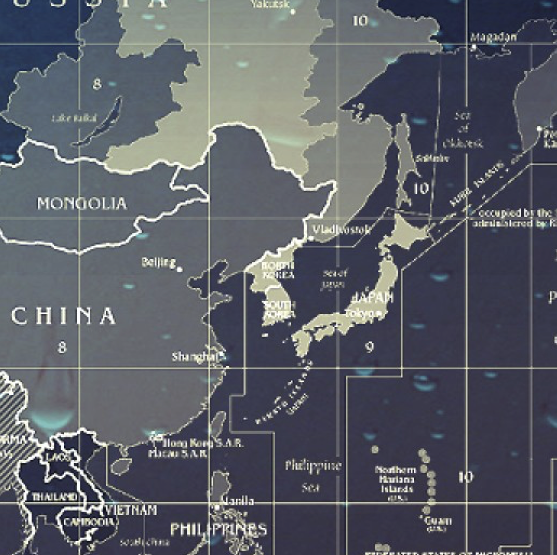 RUSSIA
Yakutsk
10
Magadan
8
Lake Baikal
Sea
of
Okhotsk
Sakhalin
10
KURIL ISLANDS
MONGOLIA
occupied by the
administered by R
Vladivostok
Beijing
NORTH
KOREA
Sea of
Japan
SOUTH
KOREA
JAPAN
Tokyo
CHINA
8
9
Shanghai
RYUKYU ISLANDS
(Japan)
Hong Kong S.A.R.
Macau S.A.R.
LAOS
Philippine
Sea
Northern
Mariana
Islands
(U.S.)
10
THAILAND
Manila
VIETNAM
Guam
(U.S.)
CAMBODIA
PHILIPPINES
South China
FEDERATED STATES OF MICRONESIA